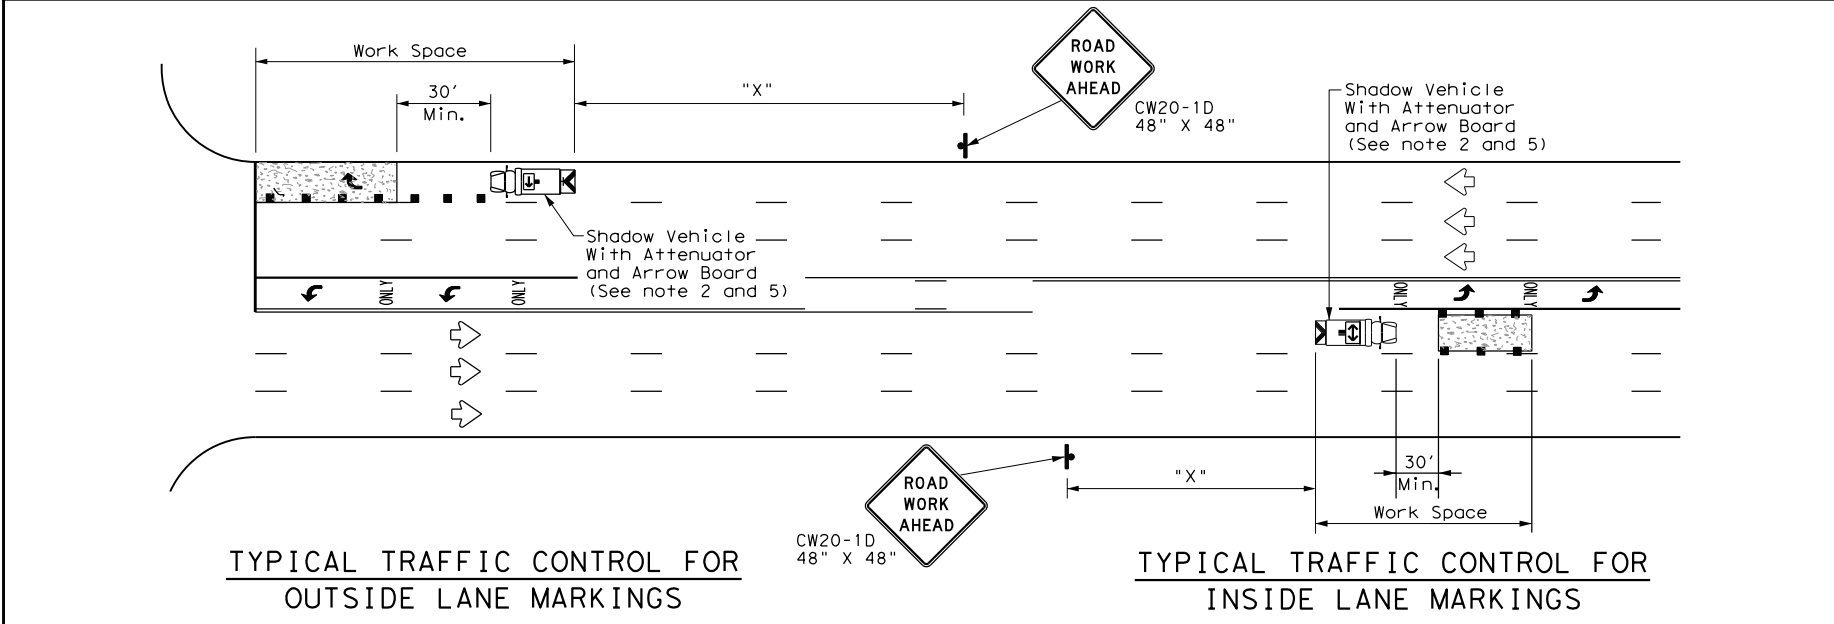 Work Space
30'
Min.
"X"
ROAD
WORK
AHEAD
CW20-1D
48" X 48"
Shadow Vehicle
With Attenuator
and Arrow Board
(See note 2 and 5)
Shadow Vehicle
With Attenuator
and Arrow Board
(See note 2 and 5)
ONLY
ONLY
ONLY
ONLY
ROAD
WORK
AHEAD
CW20-1D
48" X 48"
"X"
30'
Min.
Work Space
TYPICAL TRAFFIC CONTROL FOR
OUTSIDE LANE MARKINGS
TYPICAL TRAFFIC CONTROL FOR
INSIDE LANE MARKINGS